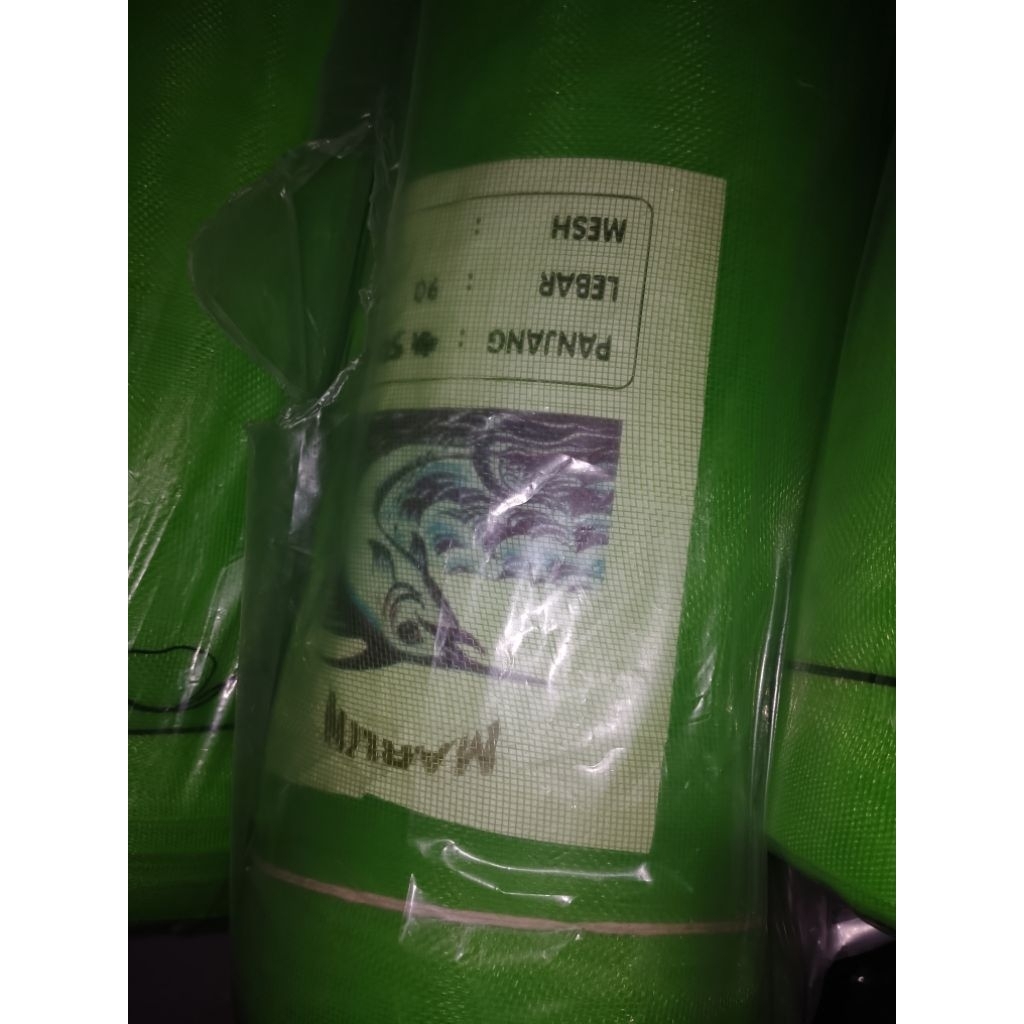 MARLIN
PANJANG :
LEBAR : 90
MESH :